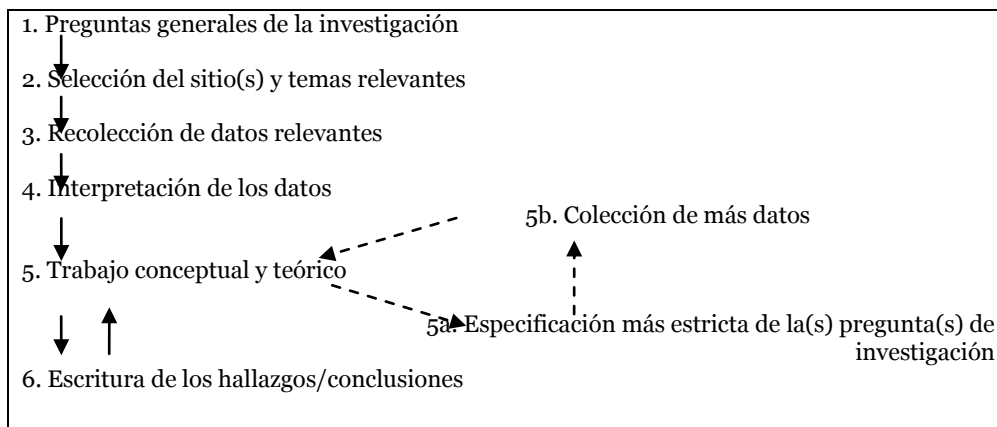 1. Preguntas generales de la investigación
2. Selección del sitio(s) y temas relevantes
3. Recolección de datos relevantes
4. Interpretación de los datos
5b. Colección de más datos
5. Trabajo conceptual y teórico
5a. Especificación más estricta de la(s) pregunta(s) de
investigación
6. Escritura de los hallazgos/conclusiones